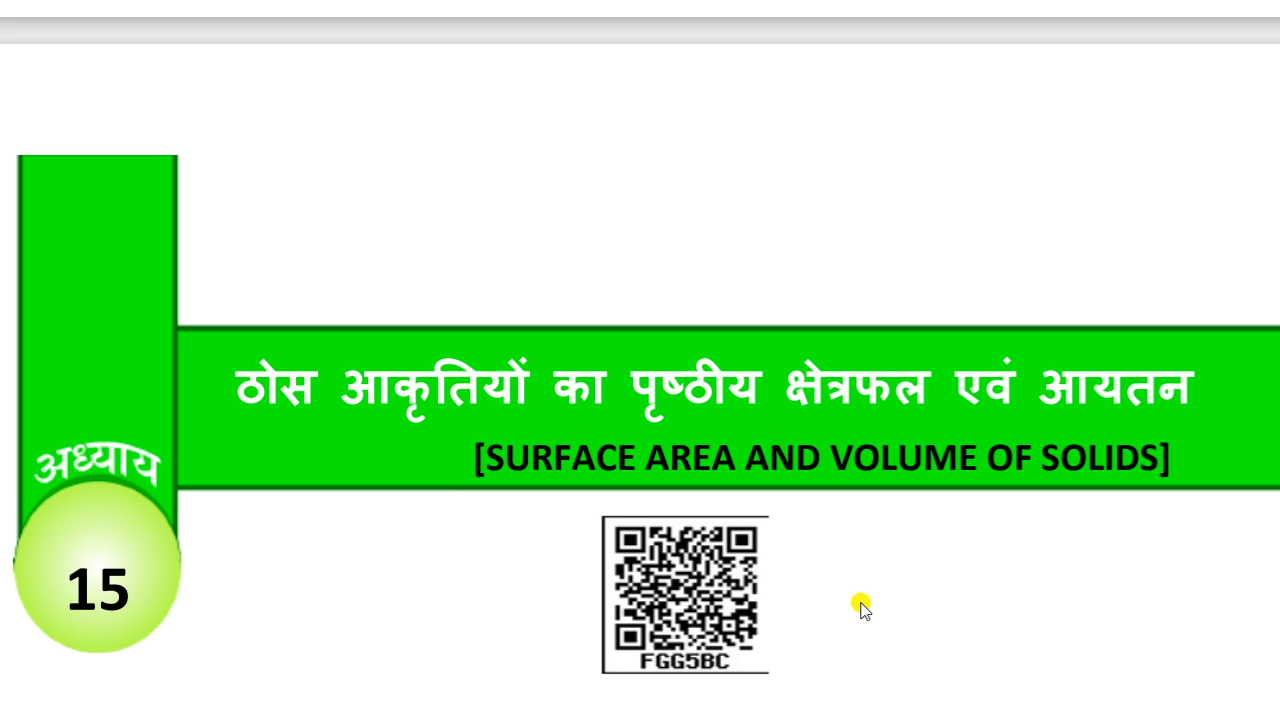 ठोस आकृतियों का पृष्ठीय क्षेत्रफल एवं आयतन
[SURFACE AREA AND VOLUME OF SOLIDS]
अध्याय
15
FGG5BC